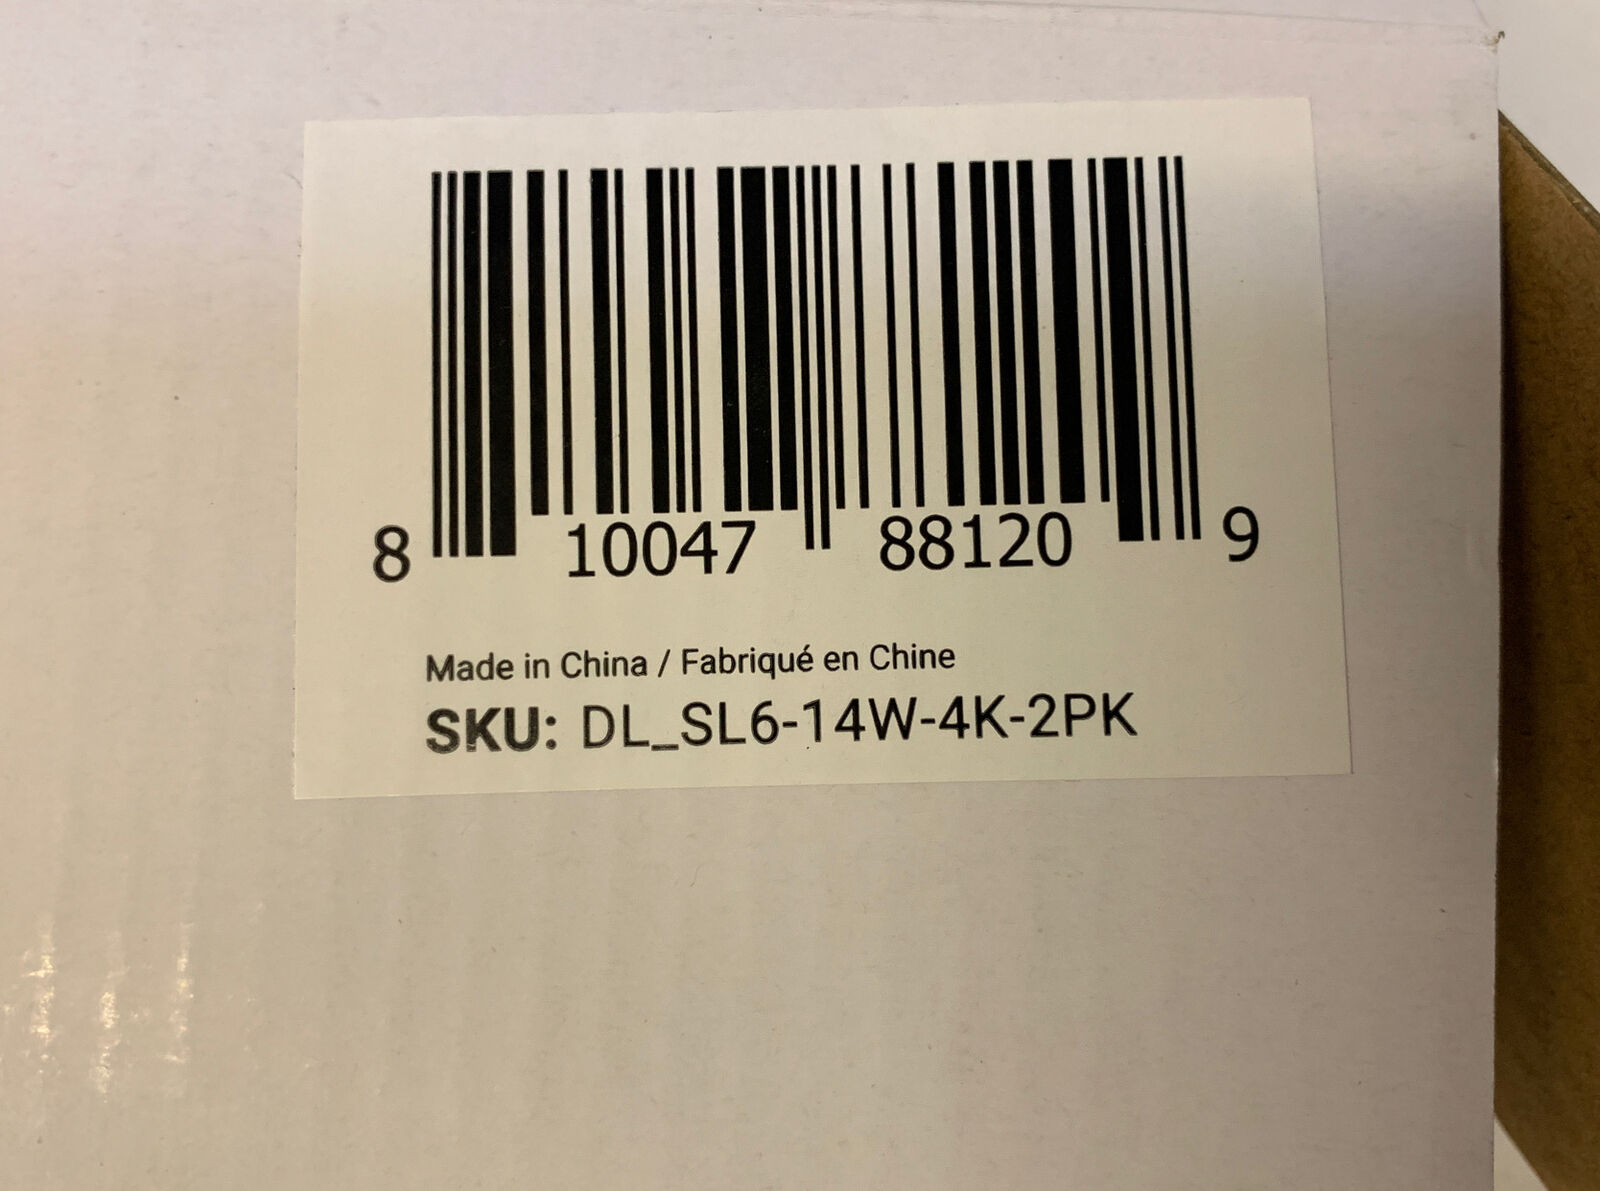 8 10047 88120 9
Made in China / Fabriqué en Chine
SKU: DL_SL6-14W-4K-2PK